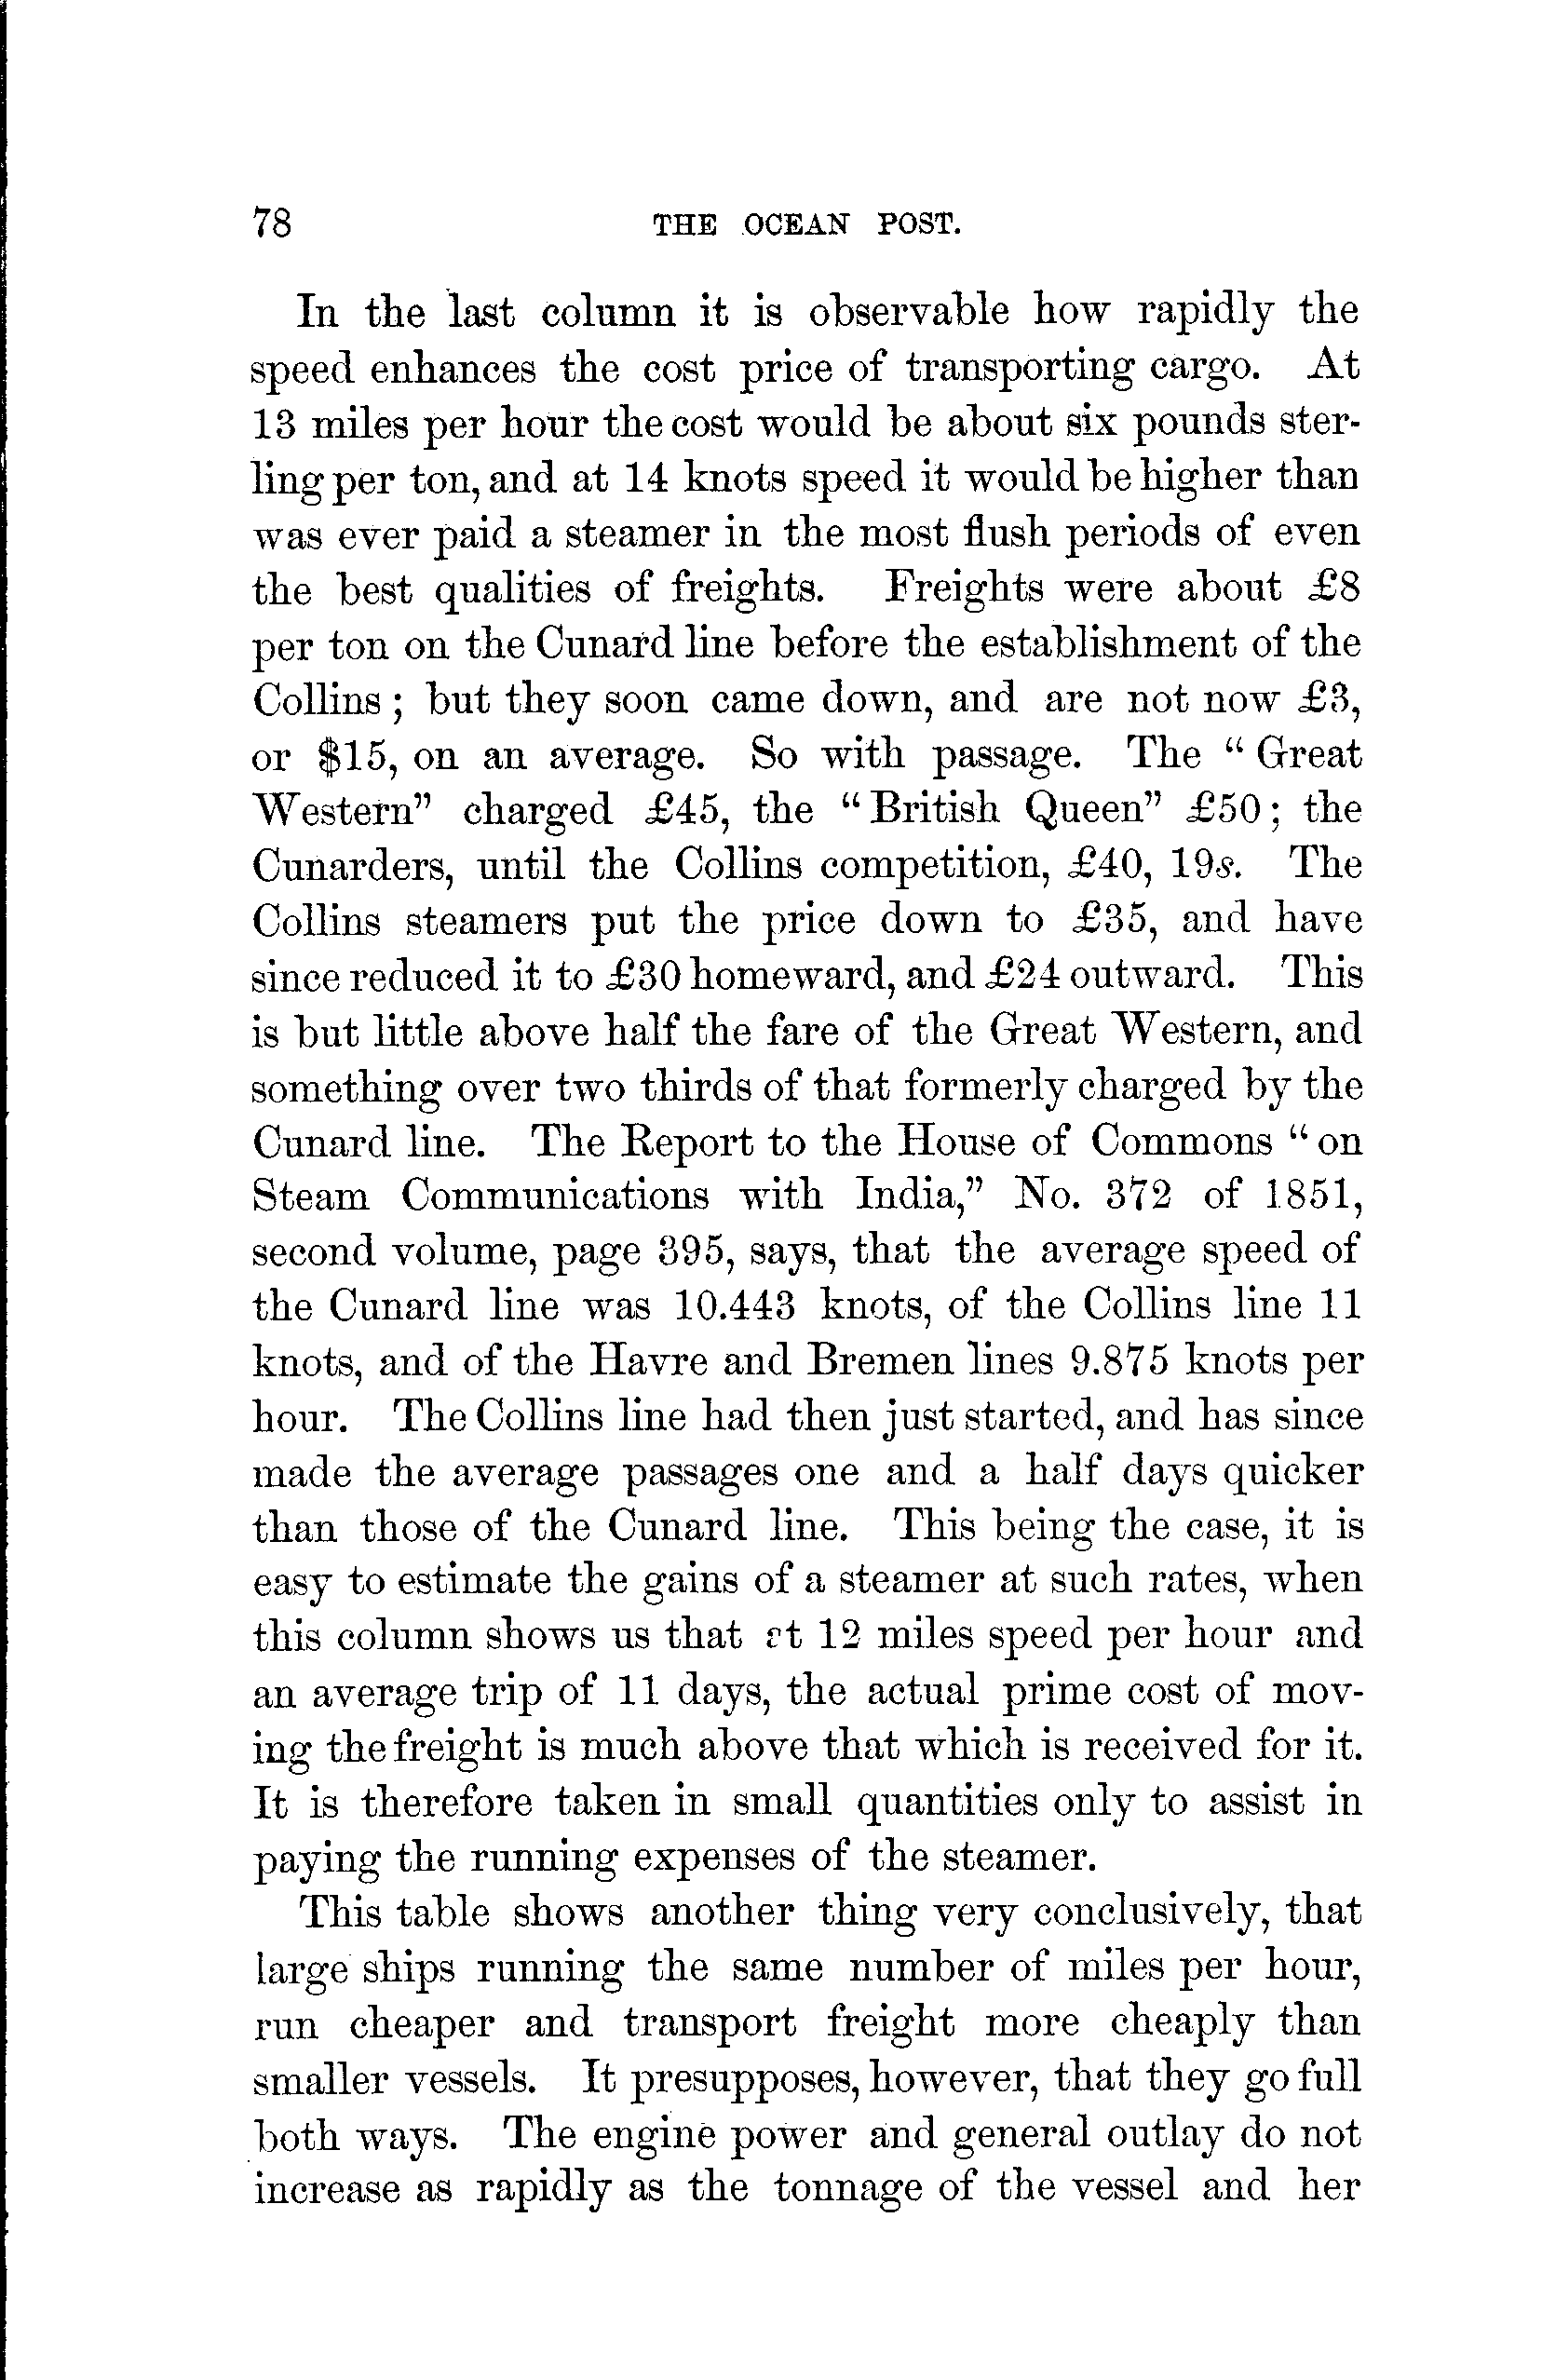 78 THE OCEAN POST.
In the last column it is observable how rapidly the
speed enhances the cost price of transporting cargo. At
13 miles per hour the cost would be about six pounds ster-
ling per ton, and at 14 knots speed it would be higher than
was ever paid a steamer in the most flush periods of even
the best qualities of freights. Freights were about £8
per ton on the Cunard line before the establishment of the
Collins ; but they soon came down, and are not now £3,
or $15, on an average. So with passage. The “ Great
Western” charged £45, the “ British Queen” £50; the
Cunarders, until the Collins competition, £40, 19s. The
Collins steamers put the price down to £35, and have
since reduced it to £30 homeward, and £24 outward. This
is but little above half the fare of the Great Western, and
something over two thirds of that formerly charged by the
Cunard line. The Report to the House of Commons “ on
Steam Communications with India,” No. 372 of 1851,
second volume, page 395, says, that the average speed of
the Cunard line was 10.443 knots, of the Collins line 11
knots, and of the Havre and Bremen lines 9.875 knots per
hour. The Collins line had then just started, and has since
made the average passages one and a half days quicker
than those of the Cunard line. This being the case, it is
easy to estimate the gains of a steamer at such rates, when
this column shows us that at 12 miles speed per hour and
an average trip of 11 days, the actual prime cost of mov-
ing the freight is much above that which is received for it.
It is therefore taken in small quantities only to assist in
paying the running expenses of the steamer.
This table shows another thing very conclusively, that
large ships running the same number of miles per hour,
run cheaper and transport freight more cheaply than
smaller vessels. It presupposes, however, that they go full
both ways. The engine power and general outlay do not
increase as rapidly as the tonnage of the vessel and her